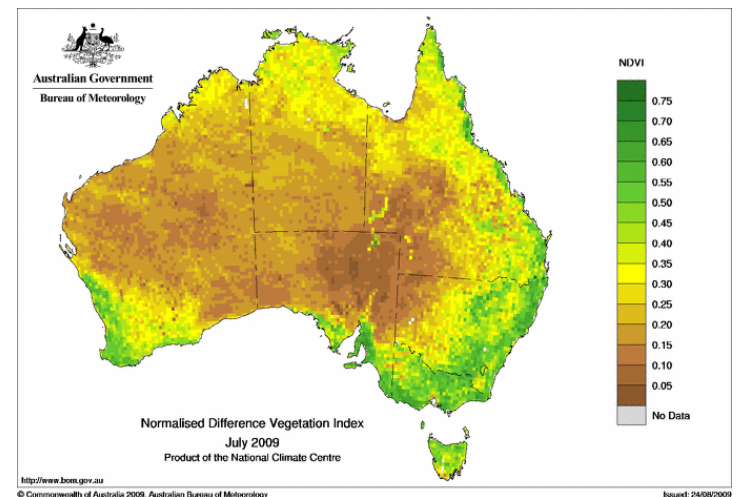 Australian Government
Bureau of Meteorology
NDVI
0.75
0.70
0.65
0.60
0.55
0.50
0.45
0.40
0.35
0.30
0.25
0.20
0.15
0.10
0.05
No Data
Normalised Difference Vegetation Index
July 2009
Product of the National Climate Centre
http://www.bom.gov.au
© Commonwealth of Australia 2009, Australian Bureau of Meteorology
Issued: 24/08/2009